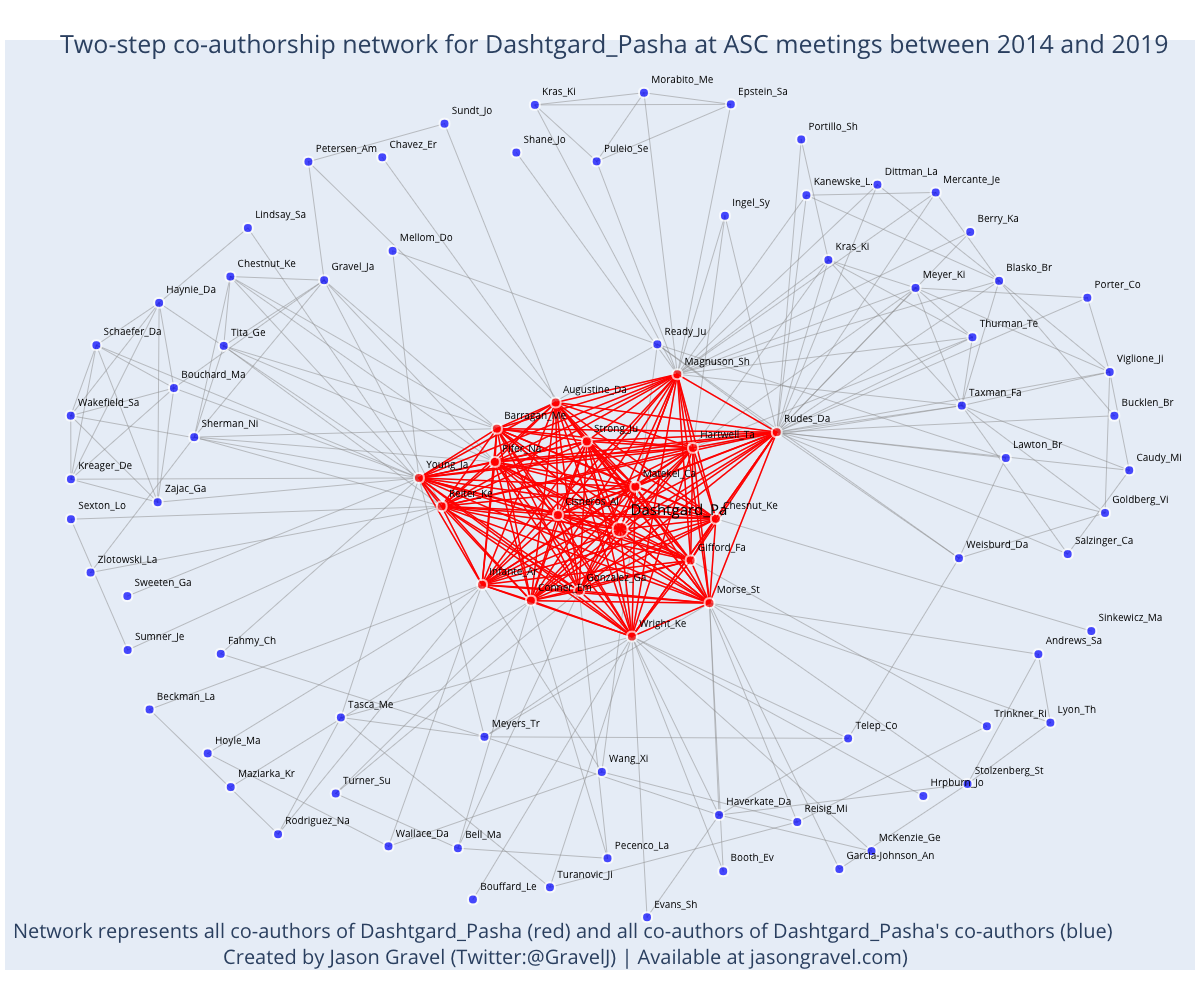 Two-step co-authorship network for Dashtgard_Pasha at ASC meetings between 2014 and 2019
Morabito_Me
Kras_Ki
Epstein_Sa
Sundt_Jo
Portillo_Sh
Shane_Jo
Chavez_Er
Petersen_Am
Puleio_Se
Dittman_La
Kanewske_L.
Mercante_Je
Ingel_Sy
Lindsay_Sa
Berry_Ka
Mellom_Do
Kras_Ki
Chestnut_Ke
Gravel_Ja
Blasko_Br
Meyer_Ki
Porter_Co
Haynie_Da
Thurman_Te
Schaefer_Da
Tita_Ge
Ready_Ju
Magnuson_Sh
Viglione_Ji
Bouchard_Ma
Augustine_Da
Taxman_Fa
Wakefield_Sa
Barragan_Me
Bucklen_Br
Sherman_Ni
Strong_Ju
Hartwell_Ta
Rudes_Da
Lawton_Br
Caudy_Mi
Kreager_De
Young_Ja
Matekel_Ca
Zajac_Ga
Reiter_Ke
Goldberg_Vi
Sexton_Lo
Dashtgard_Pa
Chesnut_Ke
Salzinger_Ca
Weisburd_Da
Gifford_Fa
Zlotowski_La
Infante_Ar
Sweeten_Ga
Gonzalez_Ga
Morse_St
Sinkewicz_Ma
Wright_Ke
Sumner_Je
Fahmy_Ch
Andrews_Sa
Beckman_La
Tasca_Me
Lyon_Th
Trinkner_Ri
Meyers_Tr
Telep_Co
Hoyle_Ma
Wang_Xi
Stolzenberg_St
Maziarka_Kr
Turner_Su
Hrpburn_Jo
Haverkate_Da
Reisig_Mi
Rodriguez_Na
Wallace_Da
Bell_Ma
McKenzie_Ge
Pecenco_La
Garcia-Johnson_An
Booth_Ev
Turanovic_Ji
Bouffard_Le
Evans_Sh
Network represents all co-authors of Dashtgard_Pasha (red) and all co-authors of Dashtgard_Pasha's co-authors (blue)
Created by Jason Gravel (Twitter:@GravelJ) | Available at jasongravel.com)